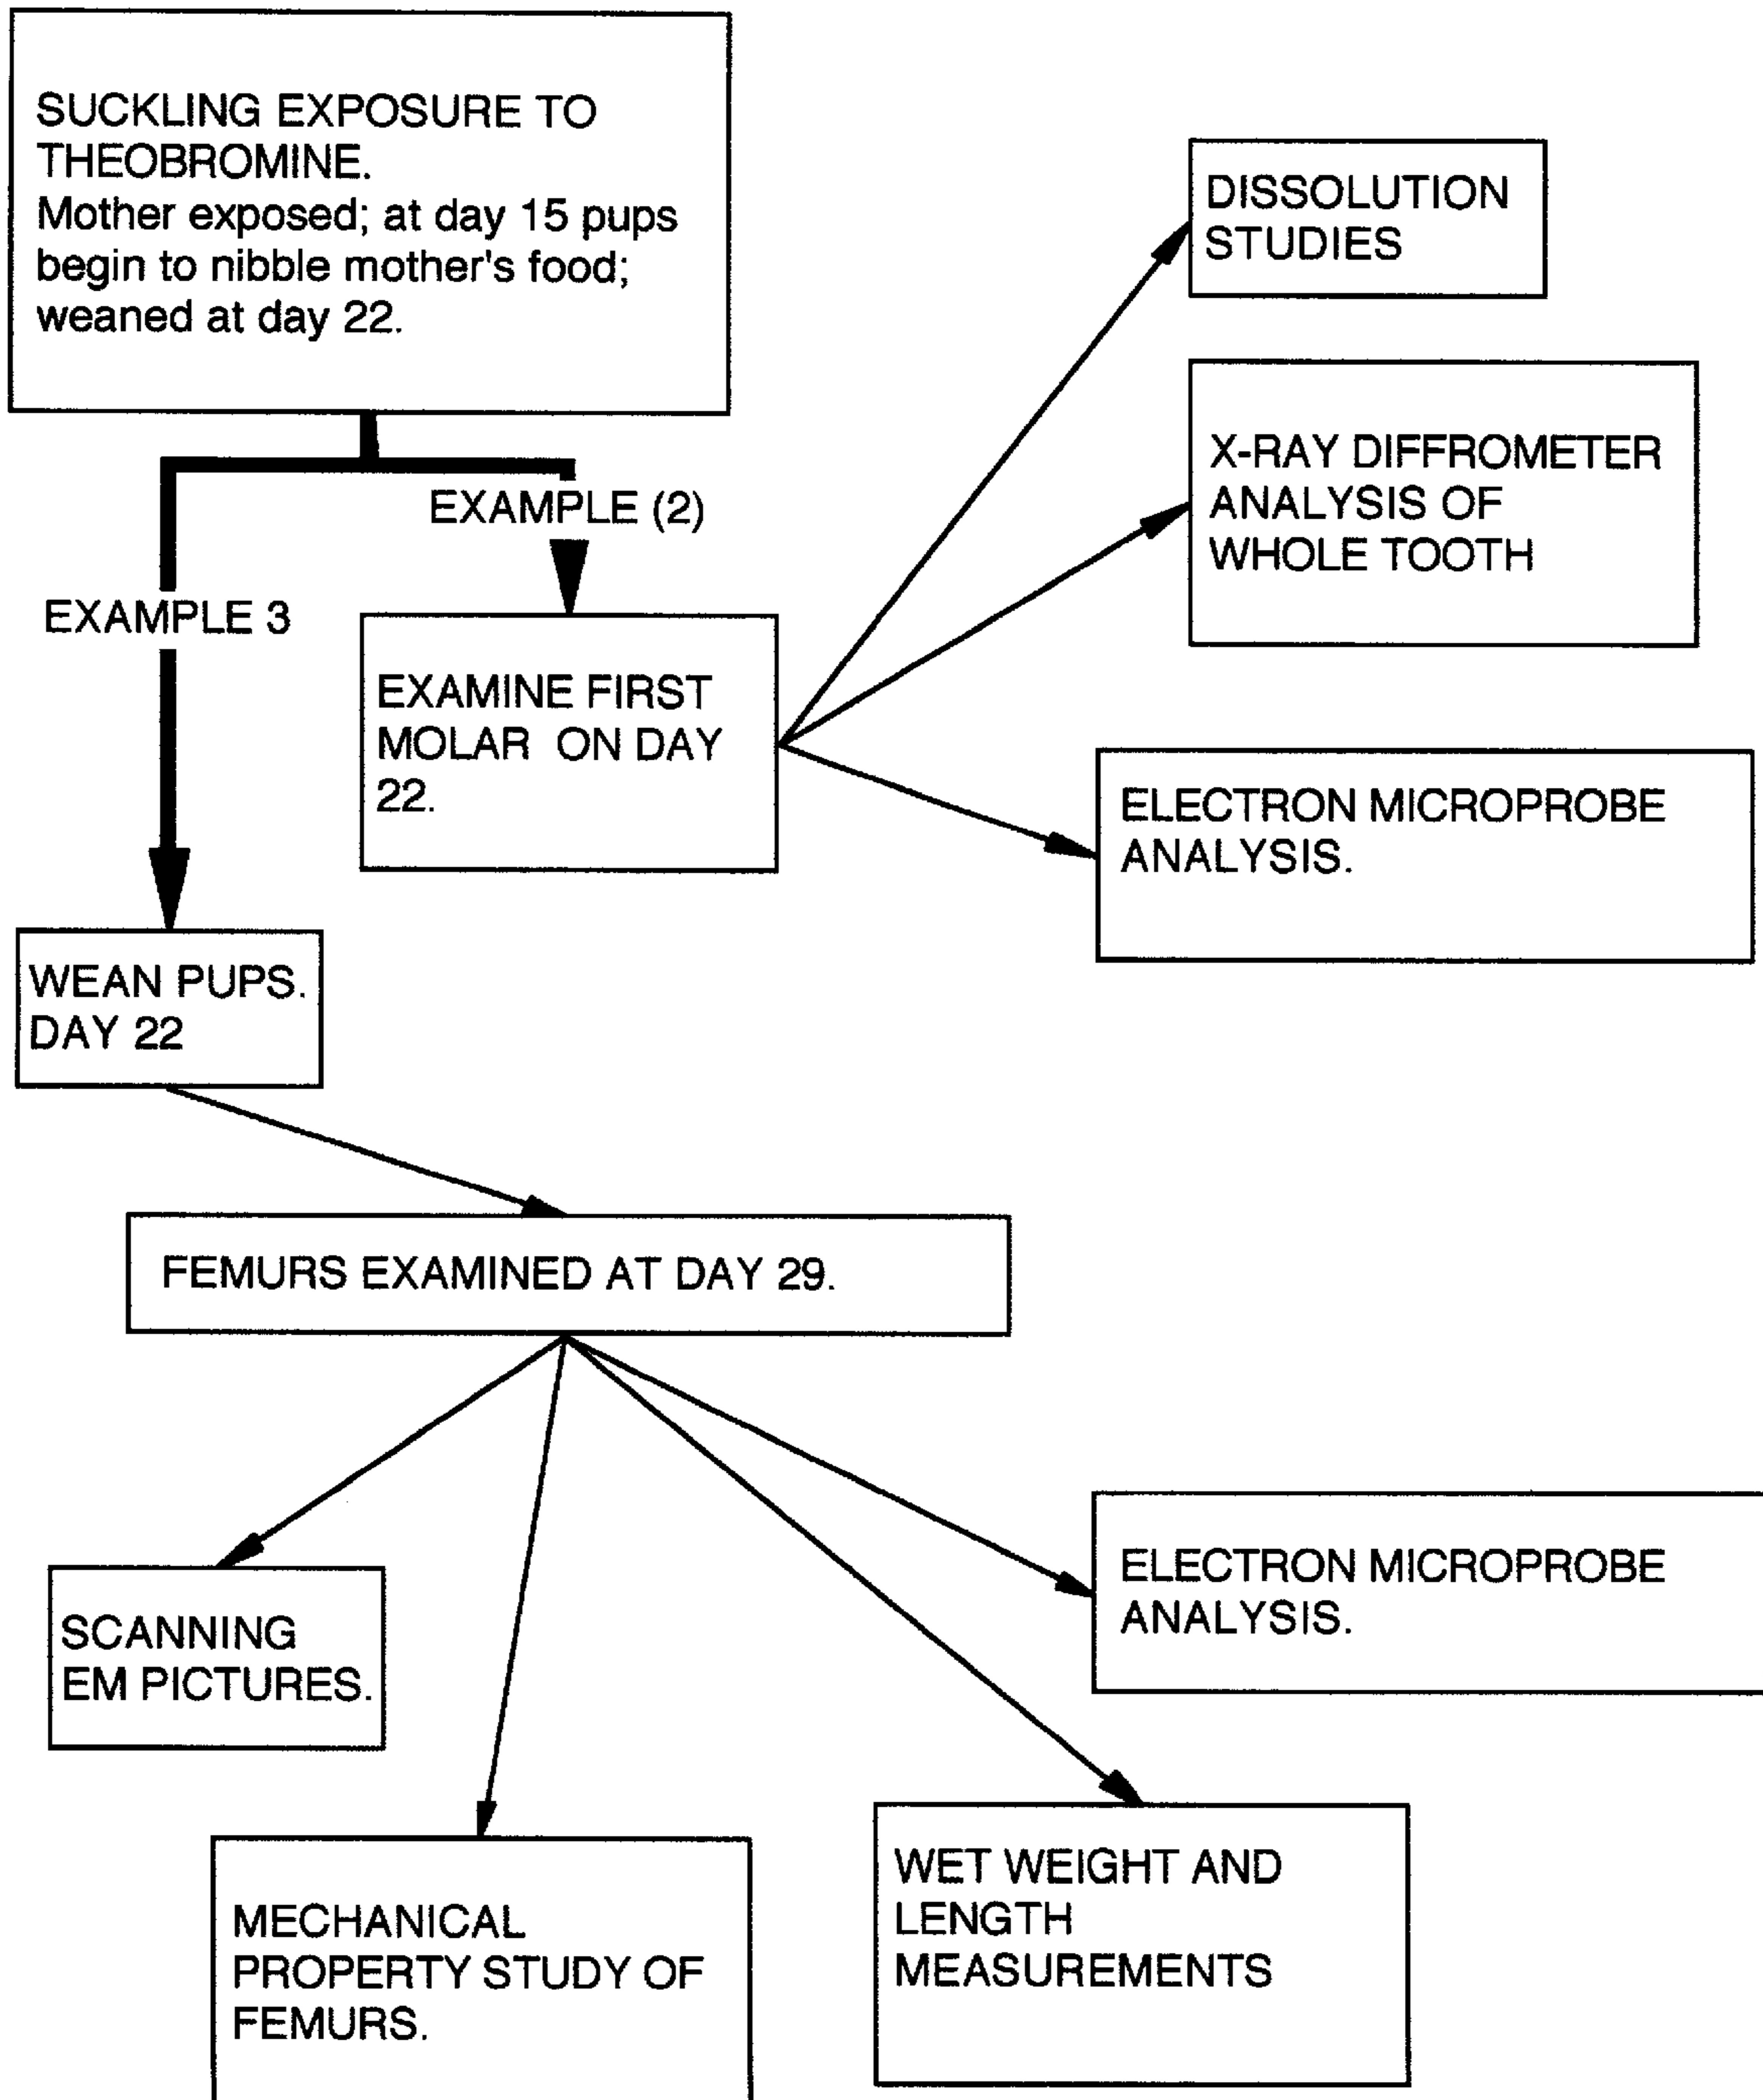 SUCKLING EXPOSURE TO
THEOBROMINE.
Mother exposed; at day 15 pups
begin to nibble mother's food;
weaned at day 22.
DISSOLUTION
STUDIES
X-RAY DIFFROMETER
ANALYSIS OF
WHOLE TOOTH
EXAMPLE (2)
EXAMPLE 3
EXAMINE FIRST
MOLAR ON DAY
22.
ELECTRON MICROPROBE
ANALYSIS.
WEAN PUPS.
DAY 22
FEMURS EXAMINED AT DAY 29.
SCANNING
EM PICTURES.
ELECTRON MICROPROBE
ANALYSIS.
MECHANICAL
PROPERTY STUDY OF
FEMURS.
WET WEIGHT AND
LENGTH
MEASUREMENTS